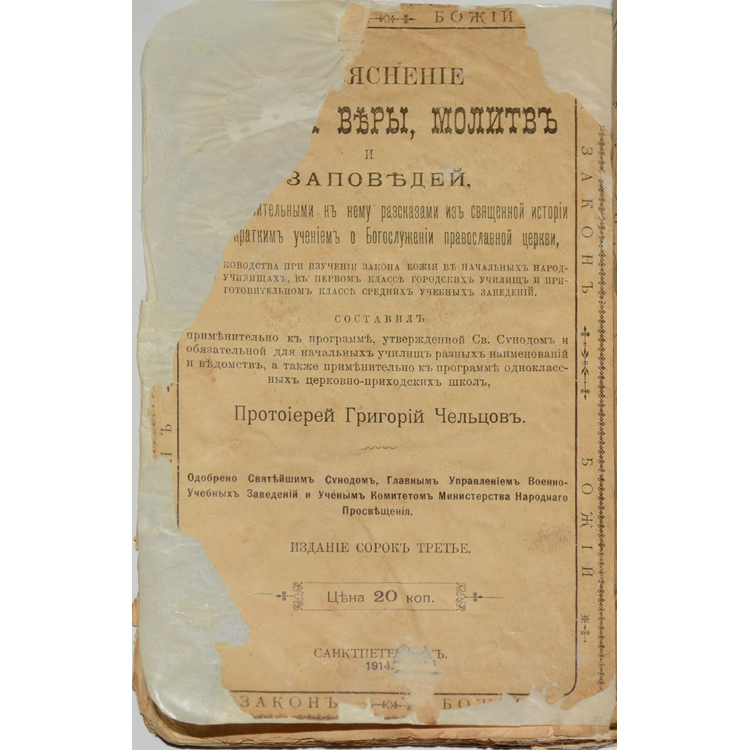 БОЖІЙ
ЯСНЕНІЕ
ВѢРЫ, МОЛИТВЪ
И
ЗАПОВѢДЕЙ,
ительными къ нему разсказами изъ священной исторіи
краткимъ ученіемъ о Богослуженіи православной церкви,
КОВОДСТВА ПРИ ИЗУЧЕНІИ ЗАКОНА БОЖІЯ ВЪ НАЧАЛЬНЫХЪ НАРОД-
УЧИЛИЩАХЪ, ВЪ ПЕРВОМЪ КЛАССѢ ГОРОДСКИХЪ УЧИЛИЩЪ И ПРИ-
ГОТОВИТЕЛЬНОМЪ КЛАССѢ СРЕДНИХЪ УЧЕБНЫХЪ ЗАВЕДЕНІЙ.
СОСТАВИЛЪ
примѣнительно къ программѣ, утвержденной Св. Сѵнодомъ и
обязательной для начальныхъ училищъ разныхъ наименованій
и вѣдомствъ, а также примѣнительно къ программѣ одноклас-
ныхъ церковно-приходскихъ школъ,
Протоіерей Григорій Чельцовъ.
Одобрено Святѣйшимъ Сѵнодомъ, Главнымъ Управленіемъ Военно-
Учебныхъ Заведеній и Ученымъ Комитетомъ Министерства Народнаго
Просвѣщенія.
ИЗДАНІЕ СОРОКЪ ТРЕТЬЕ.
Цѣна 20 коп.
САНКТПЕТЕ
1914.
ЗАКОНЪ БОЖІЙ
ЗАКОНЪ БОЖІЙ